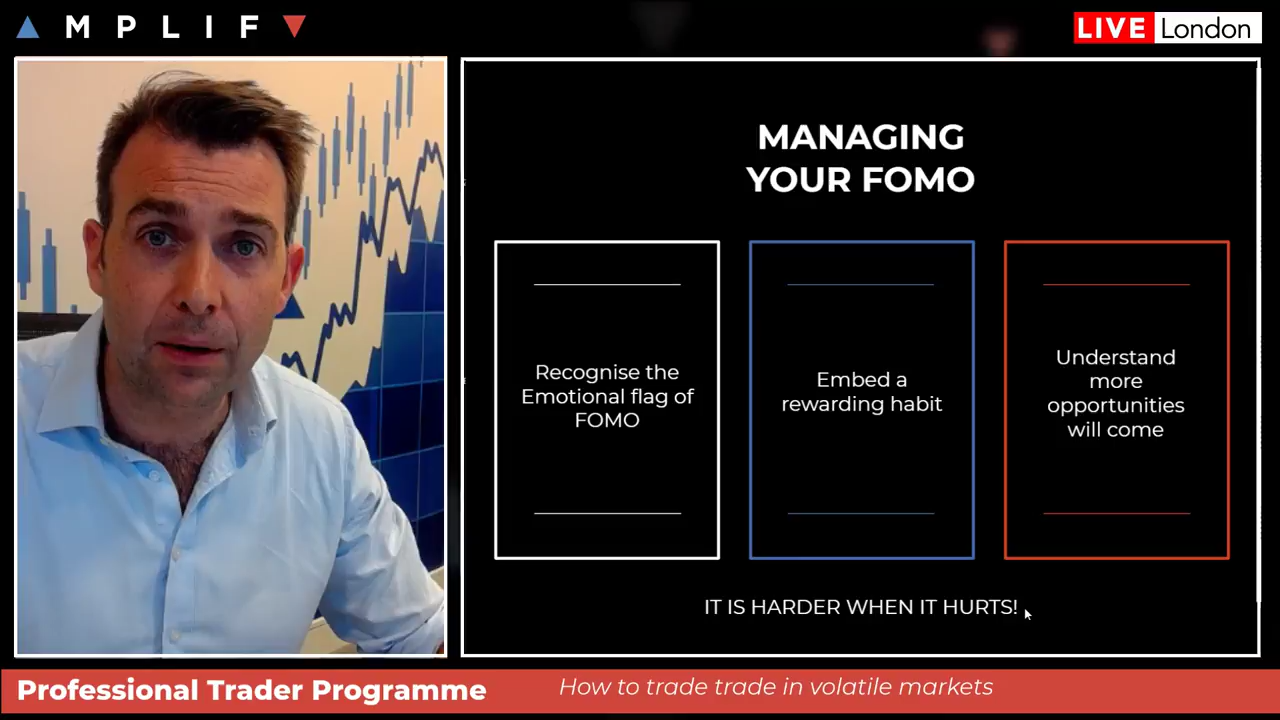 ▲ M P L I F ▼
LIVE London
MANAGING
YOUR FOMO
Recognise the
Emotional flag of
FOMO
Embed a
rewarding habit
Understand
more
opportunities
will come
IT IS HARDER WHEN IT HURTS!
Professional Trader Programme
How to trade trade in volatile markets